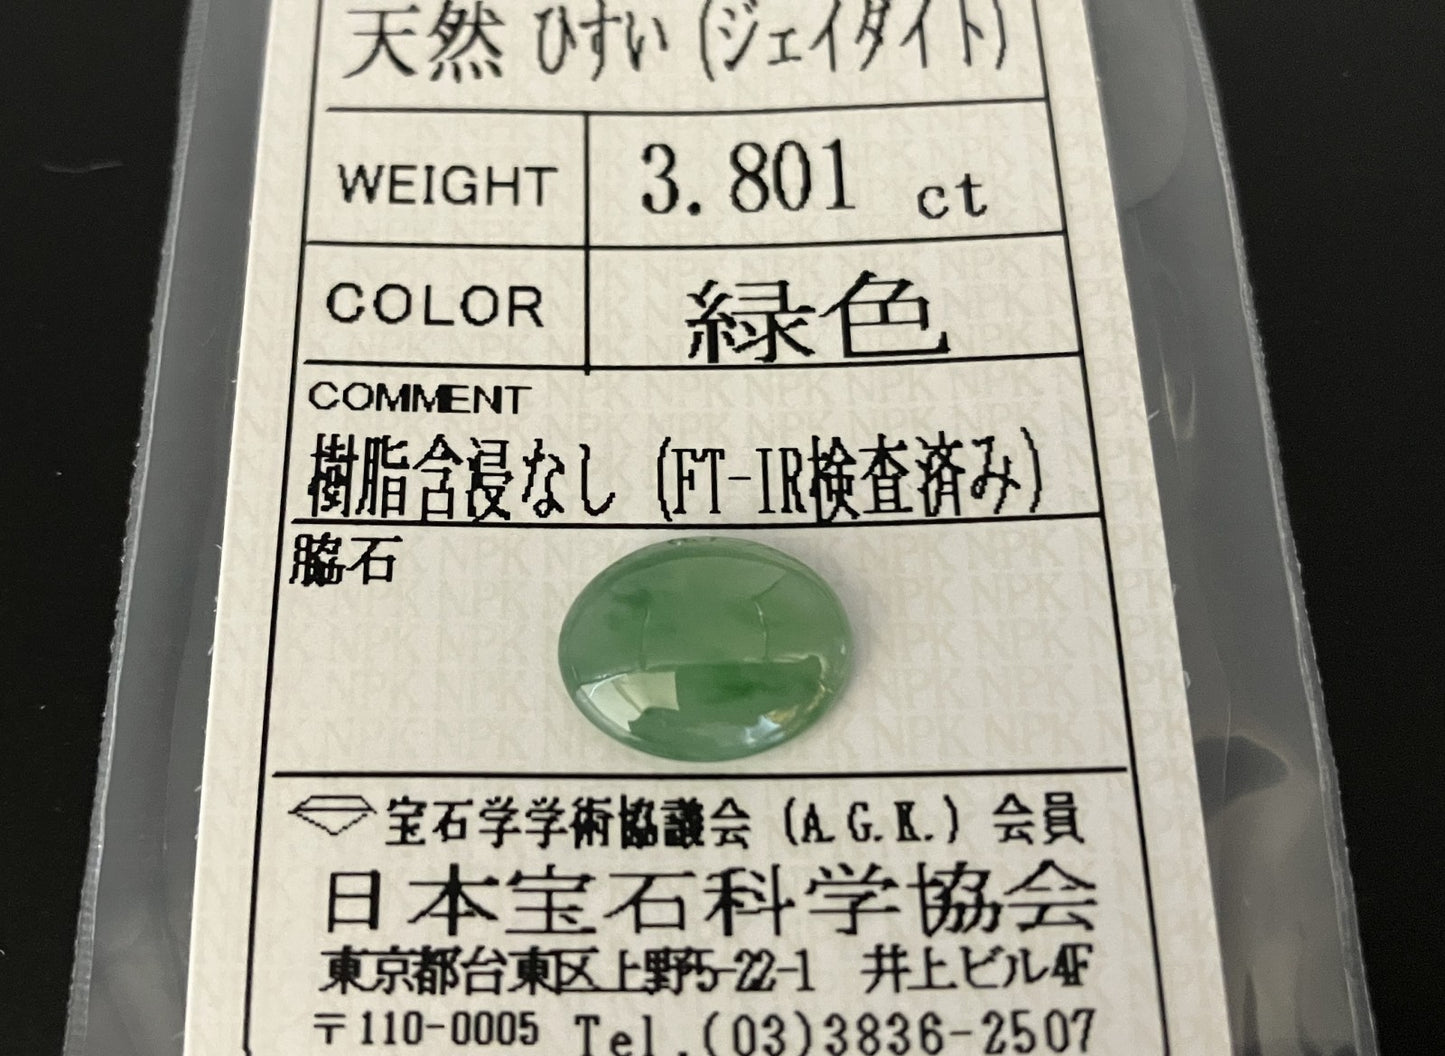 天然 ひすい (ジェイダイト)
WEIGHT 3.801 ct
COLOR 緑色
COMMENT
樹脂含浸なし (FT-IR検査済み)
脇石
宝石学学術協議会 (A.G.K.) 会員
日本宝石科学協会
東京都台東区上野5-22-1 井上ビル4F
〒110-0005 Tel.(03)3836-2507